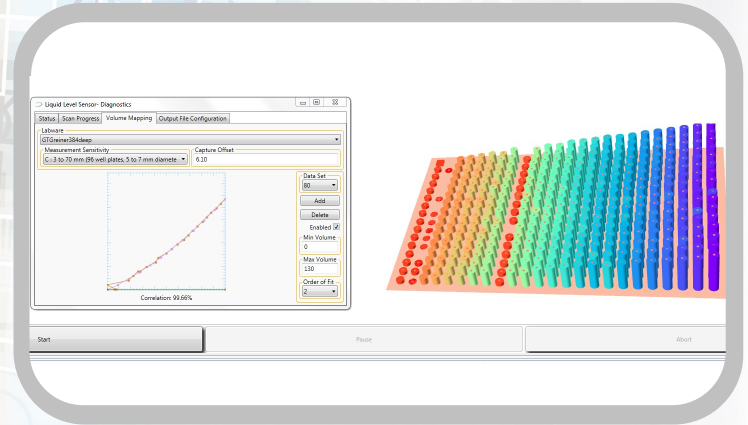 Liquid Level Sensor- Diagnostics
Status Scan Progress Volume Mapping Output File Configuration
Labware
GTGreiner384deep
Measurement Sensitivity Capture Offset
C - 3 to 70 mm (96 well plates, 5 to 7 mm diamete 6.10
Data Set
80
Add
Delete
Enabled
Min Volume
0
Max Volume
130
Order of Fit
2
Correlation: 99.66%
Start Pause Abort